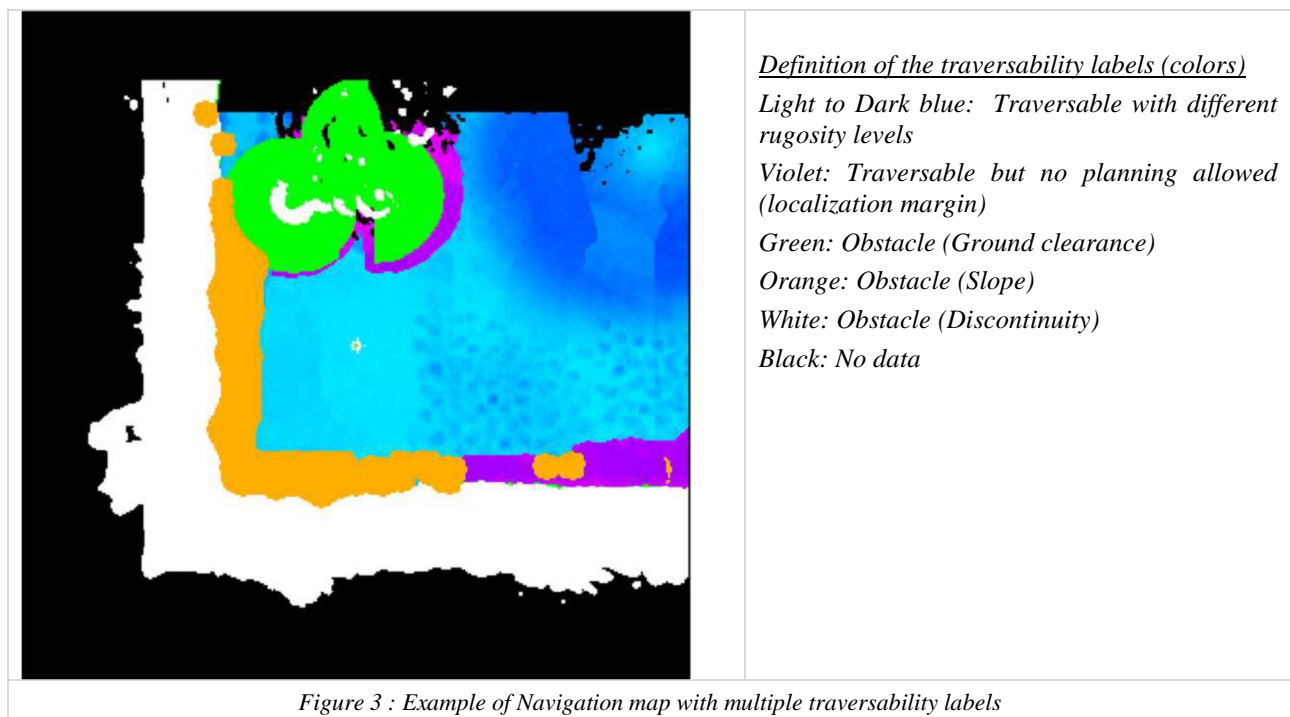 Definition of the traversability labels (colors)
Light to Dark blue: Traversable with different
rugosity levels
Violet: Traversable but no planning allowed
(localization margin)
Green: Obstacle (Ground clearance)
Orange: Obstacle (Slope)
White: Obstacle (Discontinuity)
Black: No data
Figure 3 : Example of Navigation map with multiple traversability labels